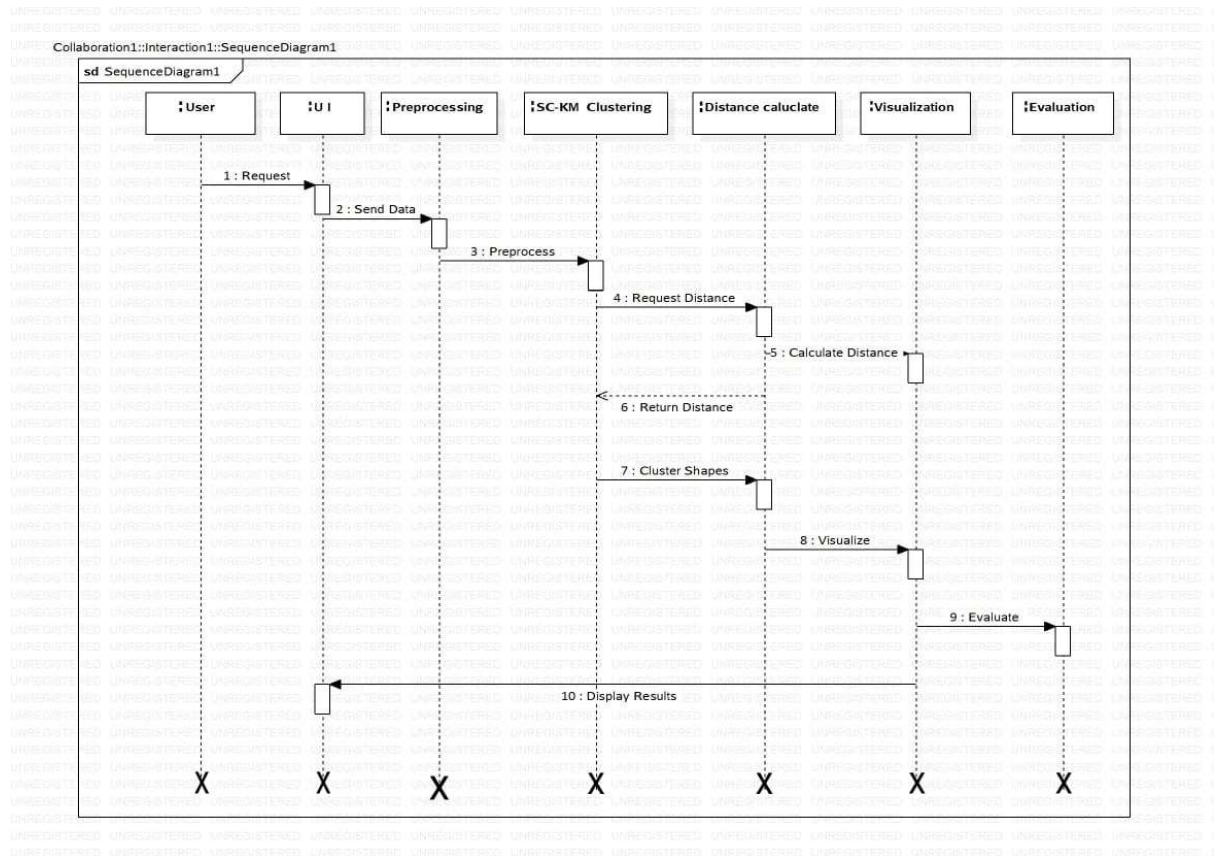 Collaboration1::Interaction1::SequenceDiagram1
sd SequenceDiagram1
:User
:U I
:Preprocessing
:SC-KM Clustering
:Distance caluclate
:Visualization
:Evaluation
1 : Request
2 : Send Data
3 : Preprocess
4 : Request Distance
5 : Calculate Distance
6 : Return Distance
7 : Cluster Shapes
8 : Visualize
9 : Evaluate
10 : Display Results
X X X X X X X
UNREGISTERED